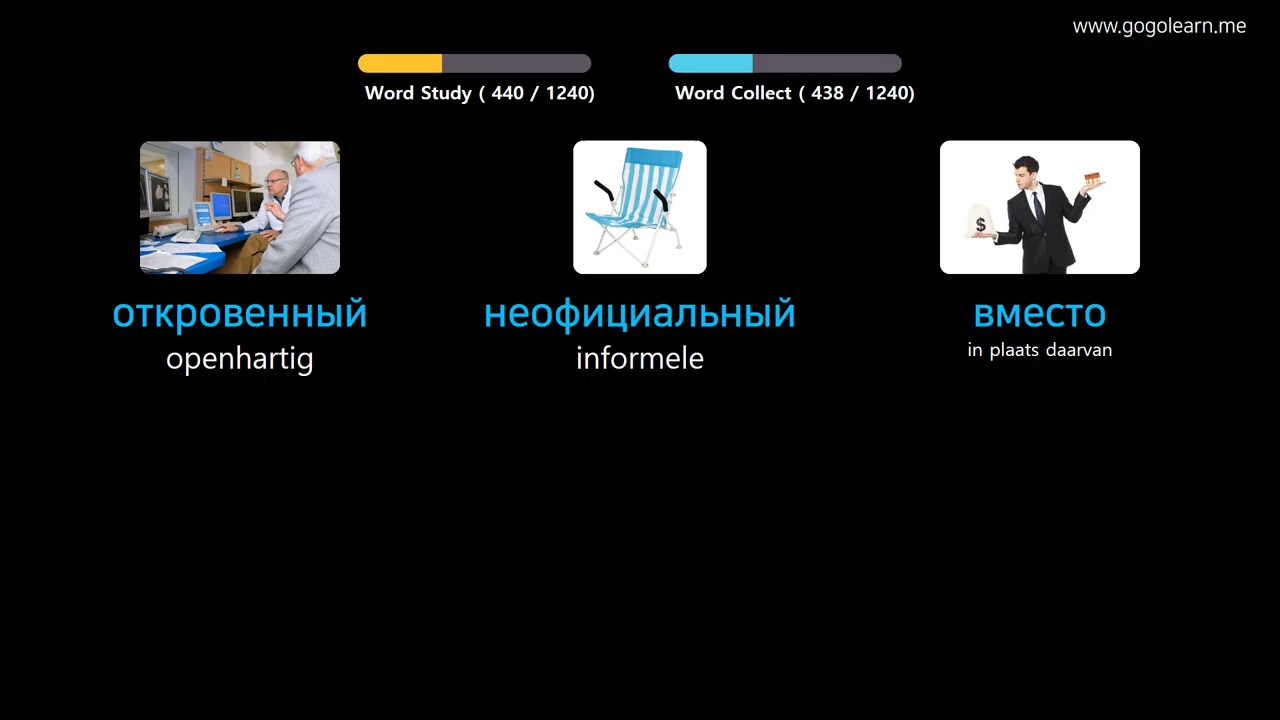 www.gogolearn.me
Word Study ( 440 / 1240)
Word Collect ( 438 / 1240)
$
откровенный
неофициальный
вместо
openhartig
informele
in plaats daarvan